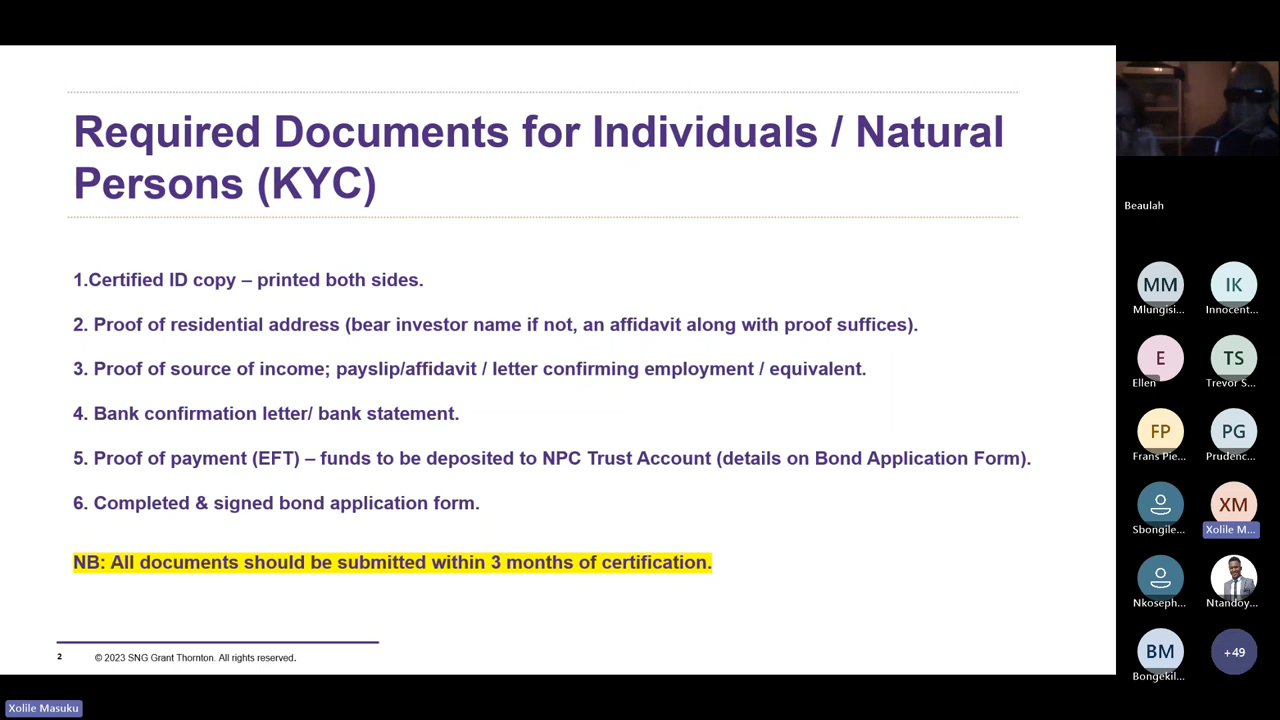 Required Documents for Individuals / Natural
Persons (KYC)
1.Certified ID copy – printed both sides.
2. Proof of residential address (bear investor name if not, an affidavit along with proof suffices).
3. Proof of source of income; payslip/affidavit / letter confirming employment / equivalent.
4. Bank confirmation letter/ bank statement.
5. Proof of payment (EFT) – funds to be deposited to NPC Trust Account (details on Bond Application Form).
6. Completed & signed bond application form.
NB: All documents should be submitted within 3 months of certification.
2
© 2023 SNG Grant Thornton. All rights reserved.
Beaulah
MM
IK
Mlungisi...
Innocent...
E
TS
Ellen
Trevor S...
FP
PG
Frans Pie...
Prudenc...
XM
Sbongile...
Xolile M...
Nkoseph...
Ntandoy...
BM
+49
Bongekil...
Xolile Masuku